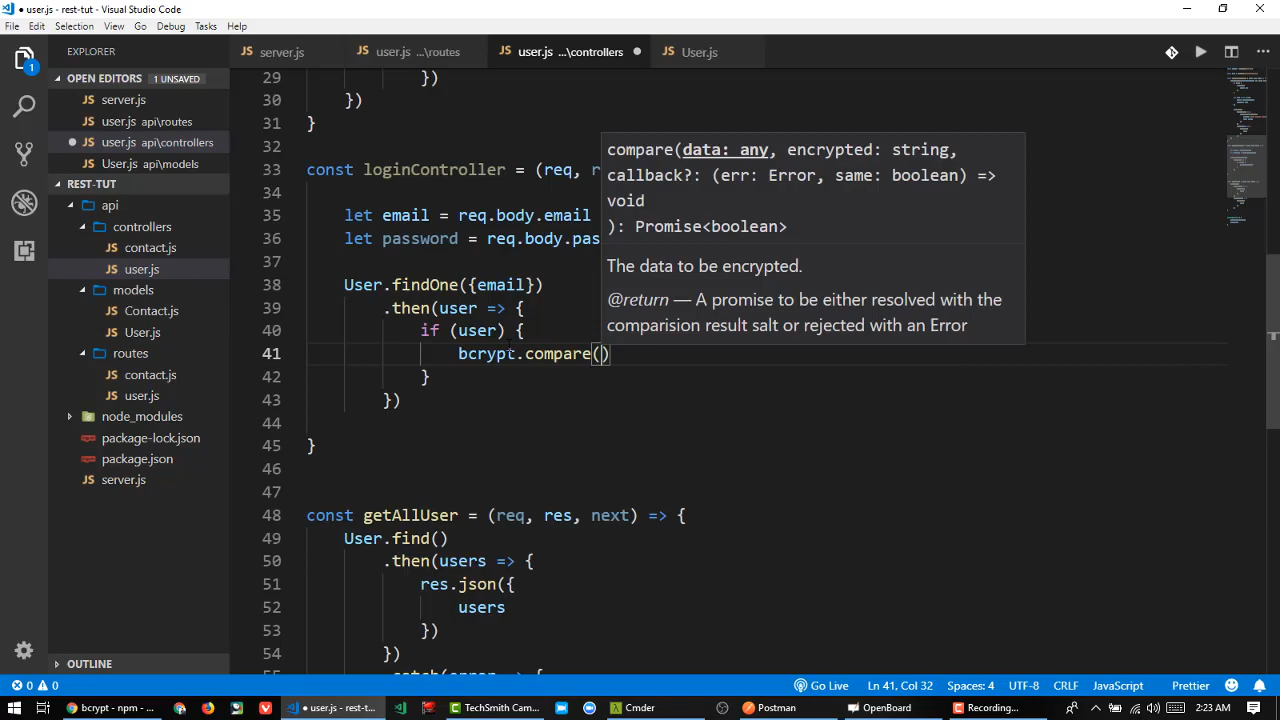 user.js - rest-tut - Visual Studio Code
File Edit Selection View Go Debug Tasks Help
EXPLORER
server.js
user.js ...\routes
user.js ...\controllers
User.js
OPEN EDITORS 1 UNSAVED
server.js
user.js api\routes
user.js api\controllers
User.js api\models
REST-TUT
api
controllers
contact.js
user.js
models
Contact.js
User.js
routes
contact.js
user.js
node_modules
package-lock.json
package.json
server.js
OUTLINE
1
29 })
30 })
31 }
32
33 const loginController = (req, r
34
35 let email = req.body.email
36 let password = req.body.pas
37
38 User.findOne({email})
39 .then(user => {
40 if (user) {
41 bcrypt.compare()
42 }
43 })
44
45 }
46
47
48 const getAllUser = (req, res, next) => {
49 User.find()
50 .then(users => {
51 res.json({
52 users
53 })
54 })
55 .catch(error => {
compare(data: any, encrypted: string,
callback?: (err: Error, same: boolean) =>
void
): Promise<boolean>
The data to be encrypted.
@return — A promise to be either resolved with the
comparision result salt or rejected with an Error
0 0 Go Live Ln 41, Col 32 Spaces: 4 UTF-8 CRLF JavaScript Prettier
bcrypt - npm - ... user.js - rest-t... TechSmith Cam... Cmder Postman OpenBoard Recording... 2:23 AM